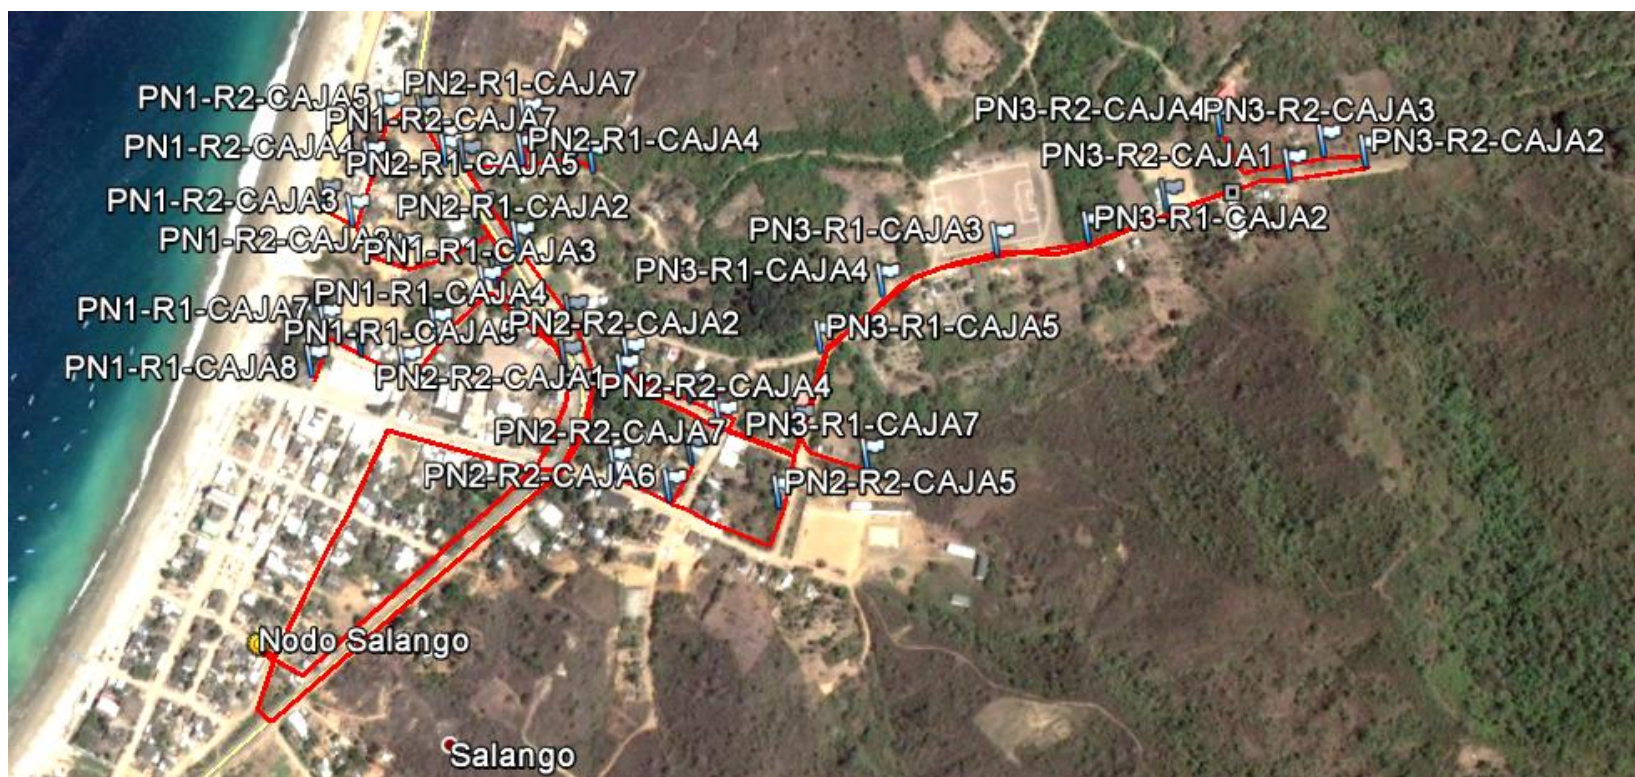 PN2-R1-CAJA7
PN1-R2-CAJA5
PN1-R2-CAJA7
PN3-R2-CAJA4
PN3-R2-CAJA3
PN1-R2-CAJA4
PN2-R1-CAJA4
PN3-R2-CAJA2
PN2-R1-CAJA5
PN3-R2-CAJA1
PN1-R2-CAJA3
PN2-R1-CAJA2
PN3-R1-CAJA2
PN3-R1-CAJA3
PN1-R1-CAJA3
PN3-R1-CAJA4
PN1-R1-CAJA4
PN1-R1-CAJA7
PN2-R2-CAJA2
PN3-R1-CAJA5
PN1-R1-CAJA8
PN2-R2-CAJA1
PN2-R2-CAJA4
PN3-R1-CAJA7
PN2-R2-CAJA7
PN2-R2-CAJA6
PN2-R2-CAJA5
Nodo Salango
Salango